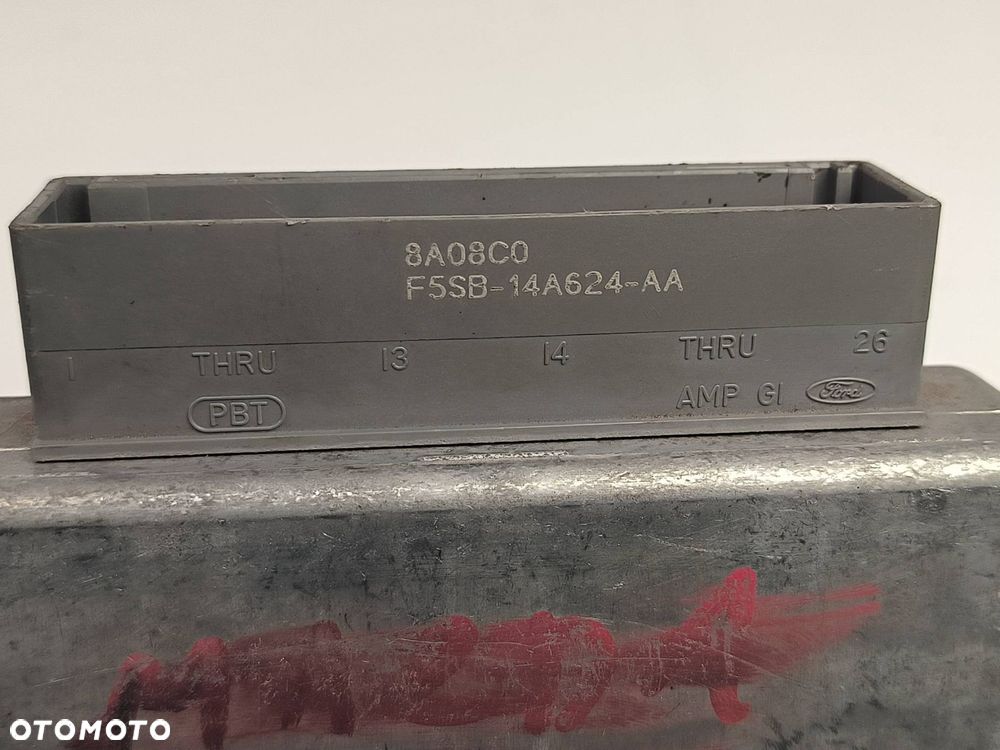 8A08C0
F5SB-14A624-AA
1 THRU 13 14 THRU 26
PBT AMP GI Ford
OTOMOTO